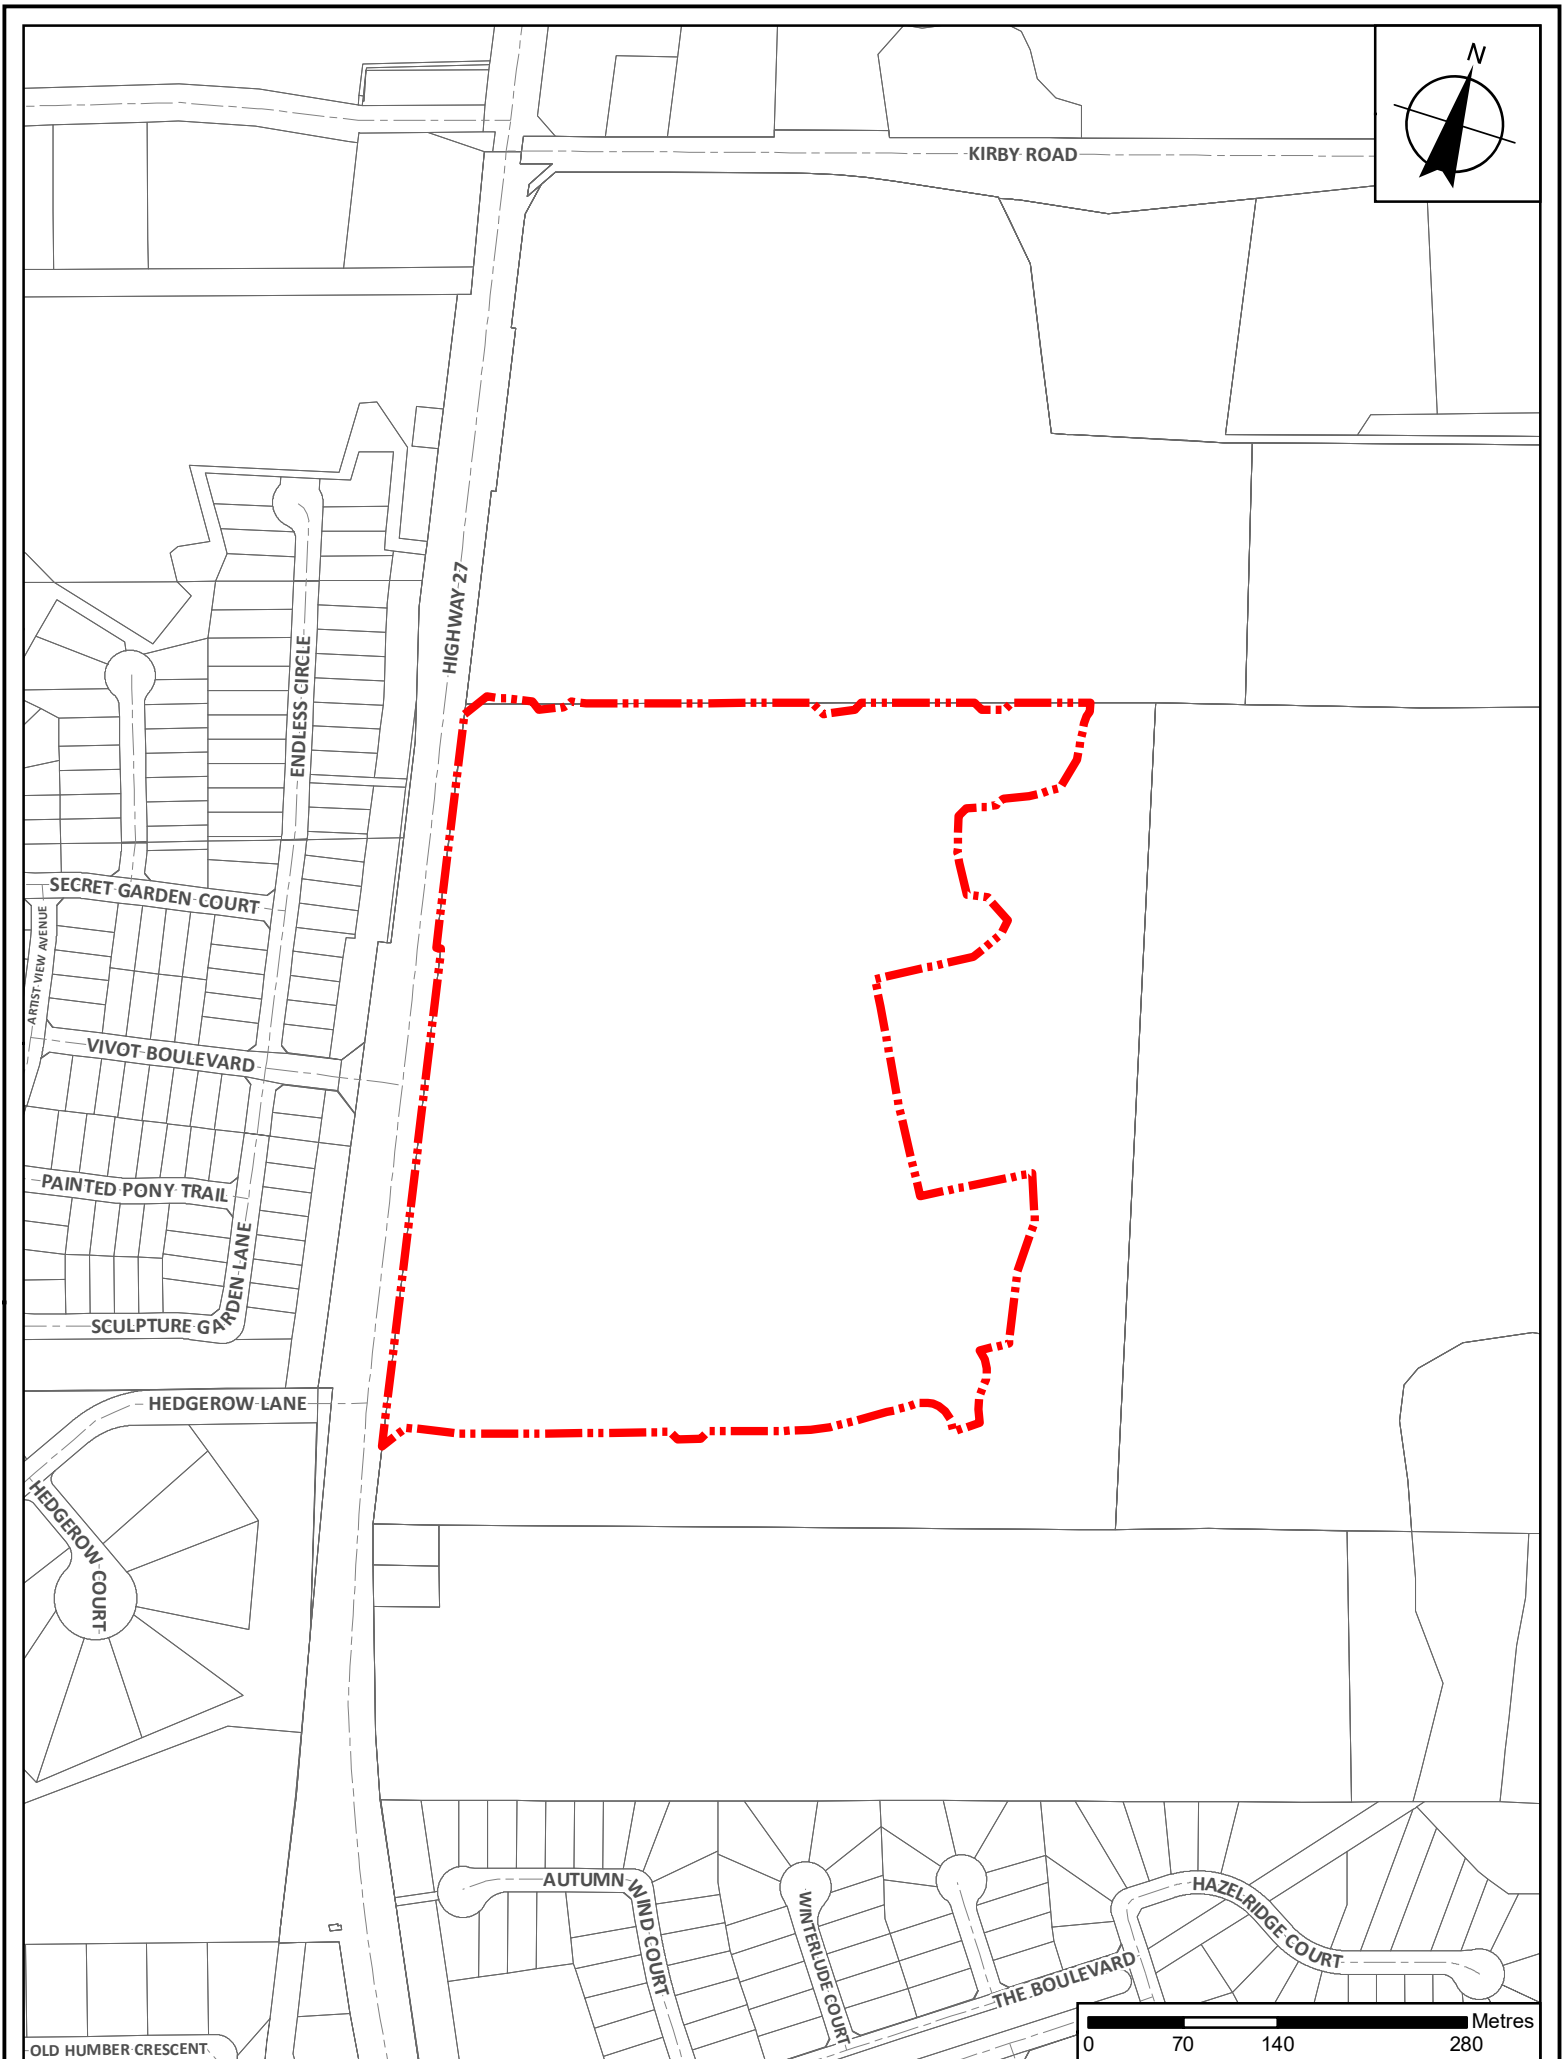 N
KIRBY ROAD
HIGHWAY 27
ENDLESS CIRCLE
SECRET GARDEN COURT
ARTIST VIEW AVENUE
VIVOT BOULEVARD
PAINTED PONY TRAIL
SCULPTURE GARDEN LANE
HEDGEROW LANE
HEDGEROW COURT
AUTUMN WIND COURT
WINTERLUDE COURT
HAZELRIDGE COURT
THE BOULEVARD
OLD HUMBER CRESCENT
Metres
0 70 140 280